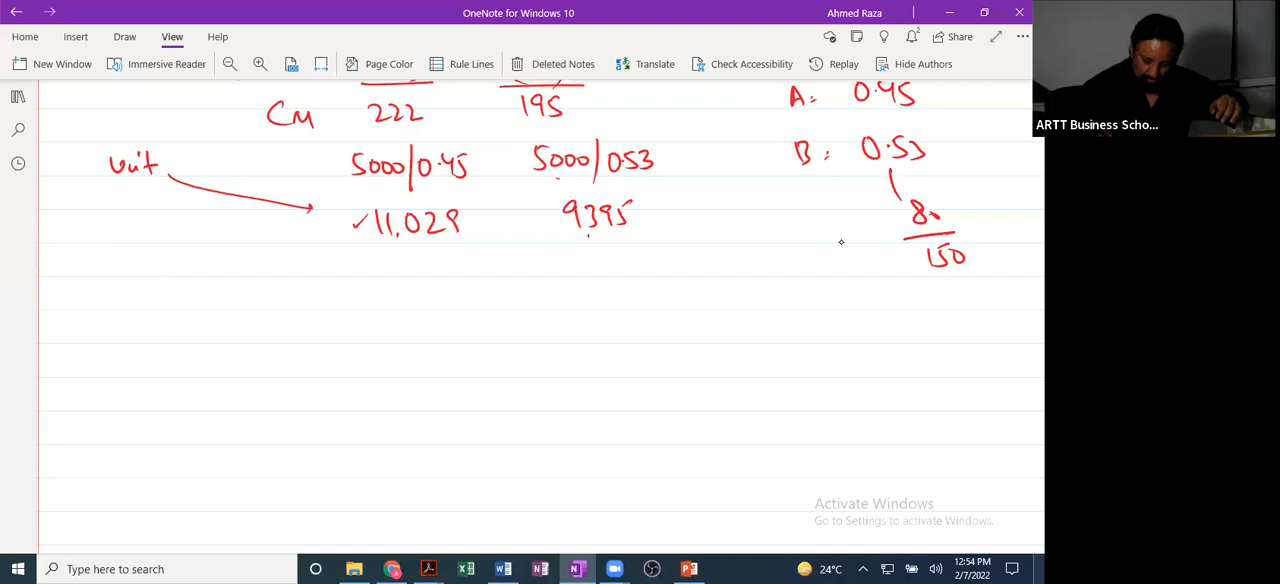 OneNote for Windows 10
Ahmed Raza
Home Insert Draw View Help
Share
New Window Immersive Reader Page Color Rule Lines Deleted Notes Translate Check Accessibility Replay Hide Authors
ARTT Business Scho...
CM 222 195
A: 0.45
B: 0.53
Unit 5000/0.45 5000/0.53
✓11,029 9395
80
150
Activate Windows
Go to Settings to activate Windows.
Type here to search
24°C
12:54 PM
2/7/2022